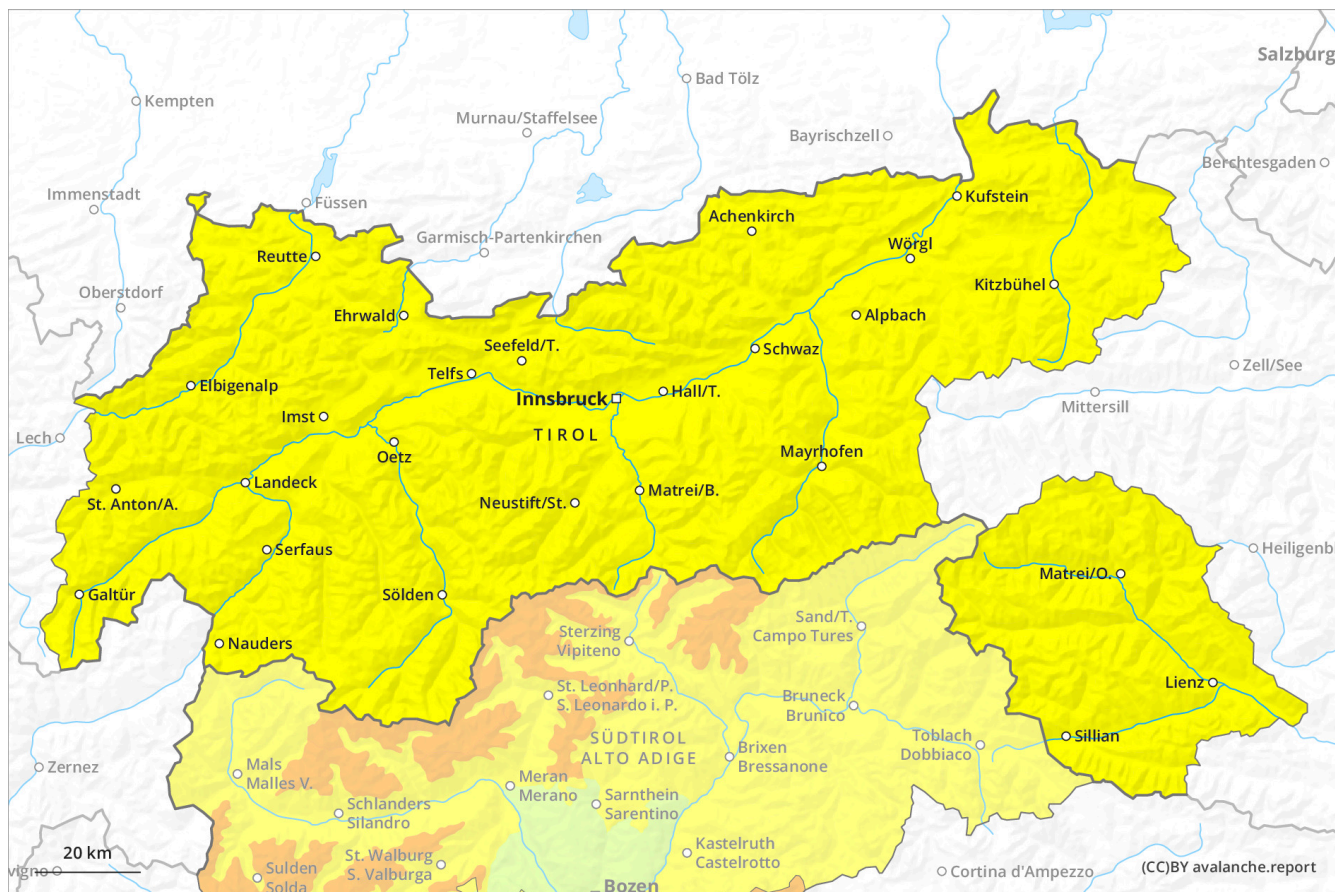 Salzburg
Kempten
Bad Tölz
Murnau/Staffelsee
Bayrischzell
Berchtesgaden
Immenstadt
Füssen
Kufstein
Achenkirch
Garmisch-Partenkirchen
Wörgl
Reutte
Kitzbühel
Oberstdorf
Ehrwald
Alpbach
Seefeld/T.
Schwaz
Zell/See
Telfs
Elbigenalp
Hall/T.
Innsbruck
Mittersill
Imst
TIROL
Lech
Oetz
Mayrhofen
Landeck
Matrei/B.
St. Anton/A.
Neustift/St.
Serfaus
Heiligenb
Matrei/O.
Galtür
Sölden
Sand/T.
Campo Tures
Sterzing
Vipiteno
Nauders
Lienz
St. Leonhard/P.
S. Leonardo i. P.
Bruneck
Brunico
Sillian
SÜDTIROL
ALTO ADIGE
Toblach
Dobbiaco
Brixen
Bressanone
Zernez
Mals
Malles V.
Meran
Merano
Schlanders
Silandro
Sarnthein
Sarentino
Kastelruth
Castelrotto
20 km
vigno
St. Walburg
S. Valburga
Sulden
Solda
Cortina d'Ampezzo
(CC)BY avalanche.report
Bozen